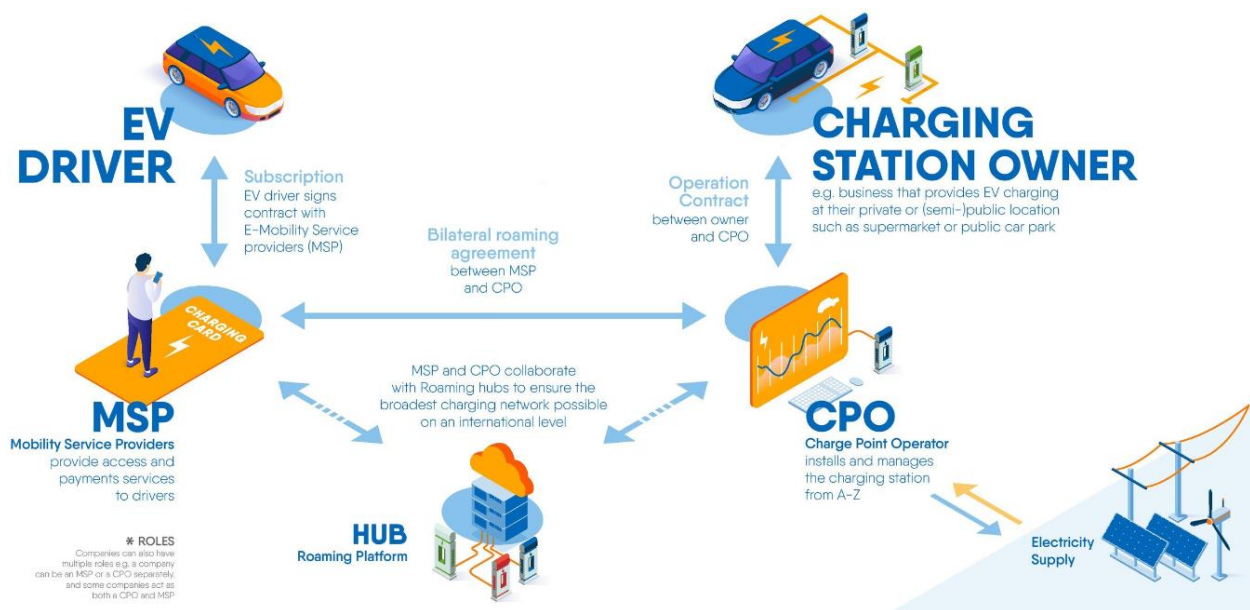 EV
DRIVER
Subscription
EV driver signs
contract with
E-Mobility Service
providers (MSP)
Operation
Contract
between owner
and CPO
CHARGING
STATION OWNER
e.g. business that provides EV charging
at their private or (semi-)public location
such as supermarket or public car park
Bilateral roaming
agreement
between MSP
and CPO
CHARGING
CARD
MSP
Mobility Service Providers
provide access and
payments services
to drivers
MSP and CPO collaborate
with Roaming hubs to ensure the
broadest charging network possible
on an international level
CPO
Charge Point Operator
installs and manages
the charging station
from A-Z
HUB
Roaming Platform
Electricity
Supply
* ROLES
Companies can also have
multiple roles e.g. a company
can be an MSP or a CPO separately,
and some companies act as
both a CPO and MSP